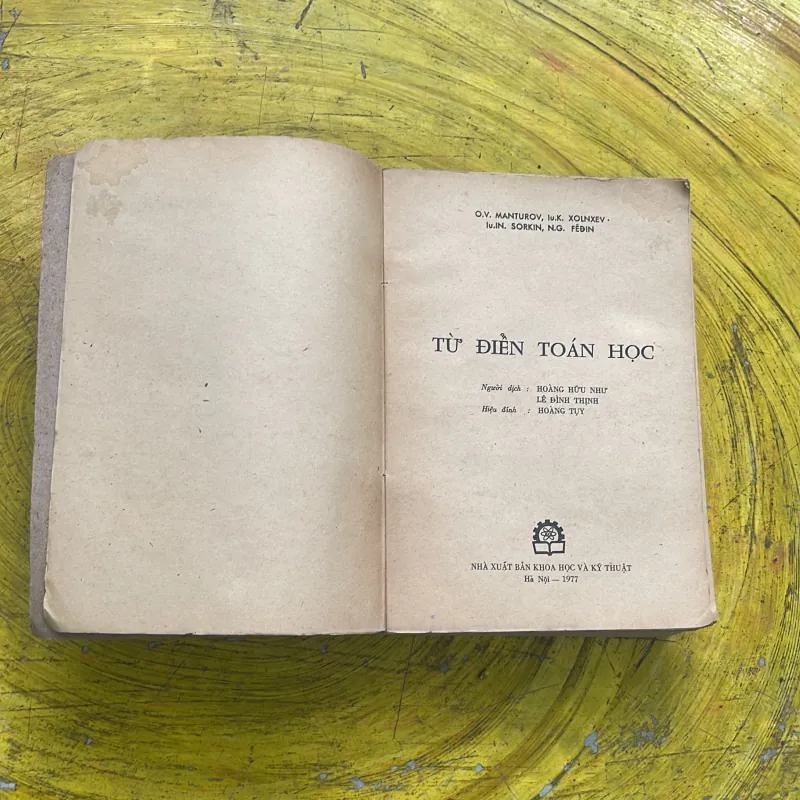 O.V. MANTUROV, Iu.K. XOLNXEV.
Iu.IN. SORKIN, N.G. FÊĐIN
TỪ ĐIỂN TOÁN HỌC
Người dịch : HOÀNG HỮU NHƯ
LÊ ĐÌNH THỊNH
Hiệu đính : HOÀNG TỤY
NHÀ XUẤT BẢN KHOA HỌC VÀ KỸ THUẬT
Hà Nội — 1977